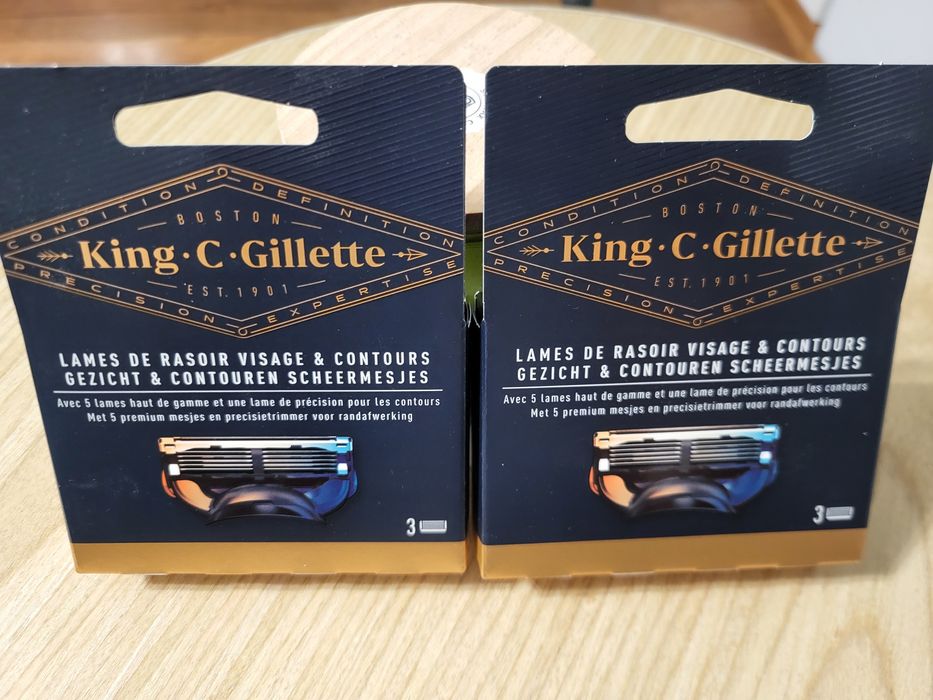 CONDITION DEFINITION
BOSTON
King·C·Gillette
EST. 1901
PRECISION EXPERTISE
LAMES DE RASOIR VISAGE & CONTOURS
GEZICHT & CONTOUREN SCHEERMESJES
Avec 5 lames haut de gamme et une lame de précision pour les contours
Met 5 premium mesjes en precisietrimmer voor randafwerking
3
CONDITION DEFINITION
BOSTON
King·C·Gillette
EST. 1901
PRECISION EXPERTISE
LAMES DE RASOIR VISAGE & CONTOURS
GEZICHT & CONTOUREN SCHEERMESJES
Avec 5 lames haut de gamme et une lame de précision pour les contours
Met 5 premium mesjes en precisietrimmer voor randafwerking
3